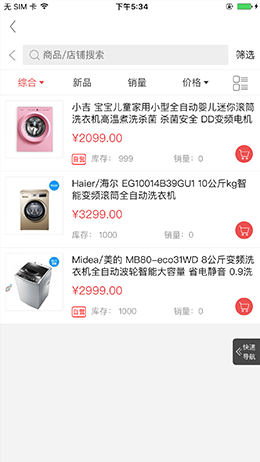 无 SIM 卡
下午5:34
商品/店铺搜索
筛选
综合
新品
销量
价格
小吉 宝宝儿童家用小型全自动婴儿迷你滚筒
洗衣机高温煮洗杀菌 杀菌安全 DD变频电机
¥2099.00
自营 库存: 999 销量: 0
Haier/海尔 EG10014B39GU1 10公斤kg智
能变频滚筒全自动洗衣机
¥3299.00
库存: 1000 销量: 0
Midea/美的 MB80-eco31WD 8公斤变频洗
衣机全自动波轮智能大容量 省电静音 0.9洗
¥2999.00
自营 库存: 1000 销量: 0
快速
导航